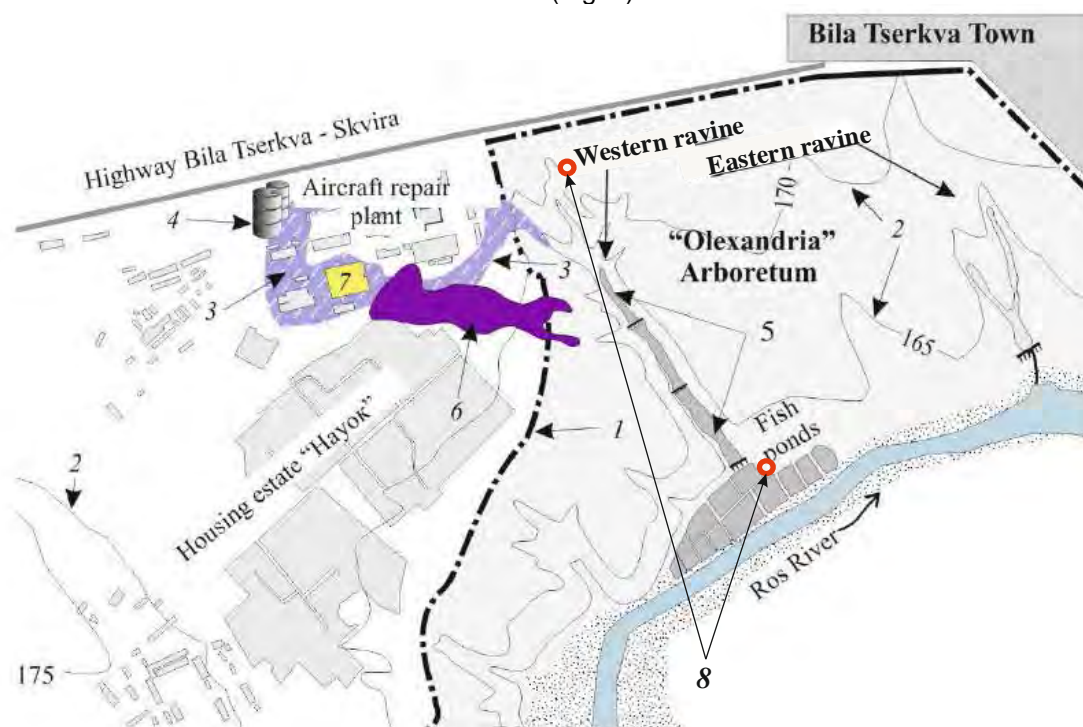 Bila Tserkva Town
Highway Bila Tserkva - Skvira
Western ravine
Eastern ravine
Aircraft repair
plant
4
170
2
"Olexandria"
Arboretum
3
3
7
5
165
6
1
Fish
ponds
2
Housing estate "Hayoк"
Ros River
175
8